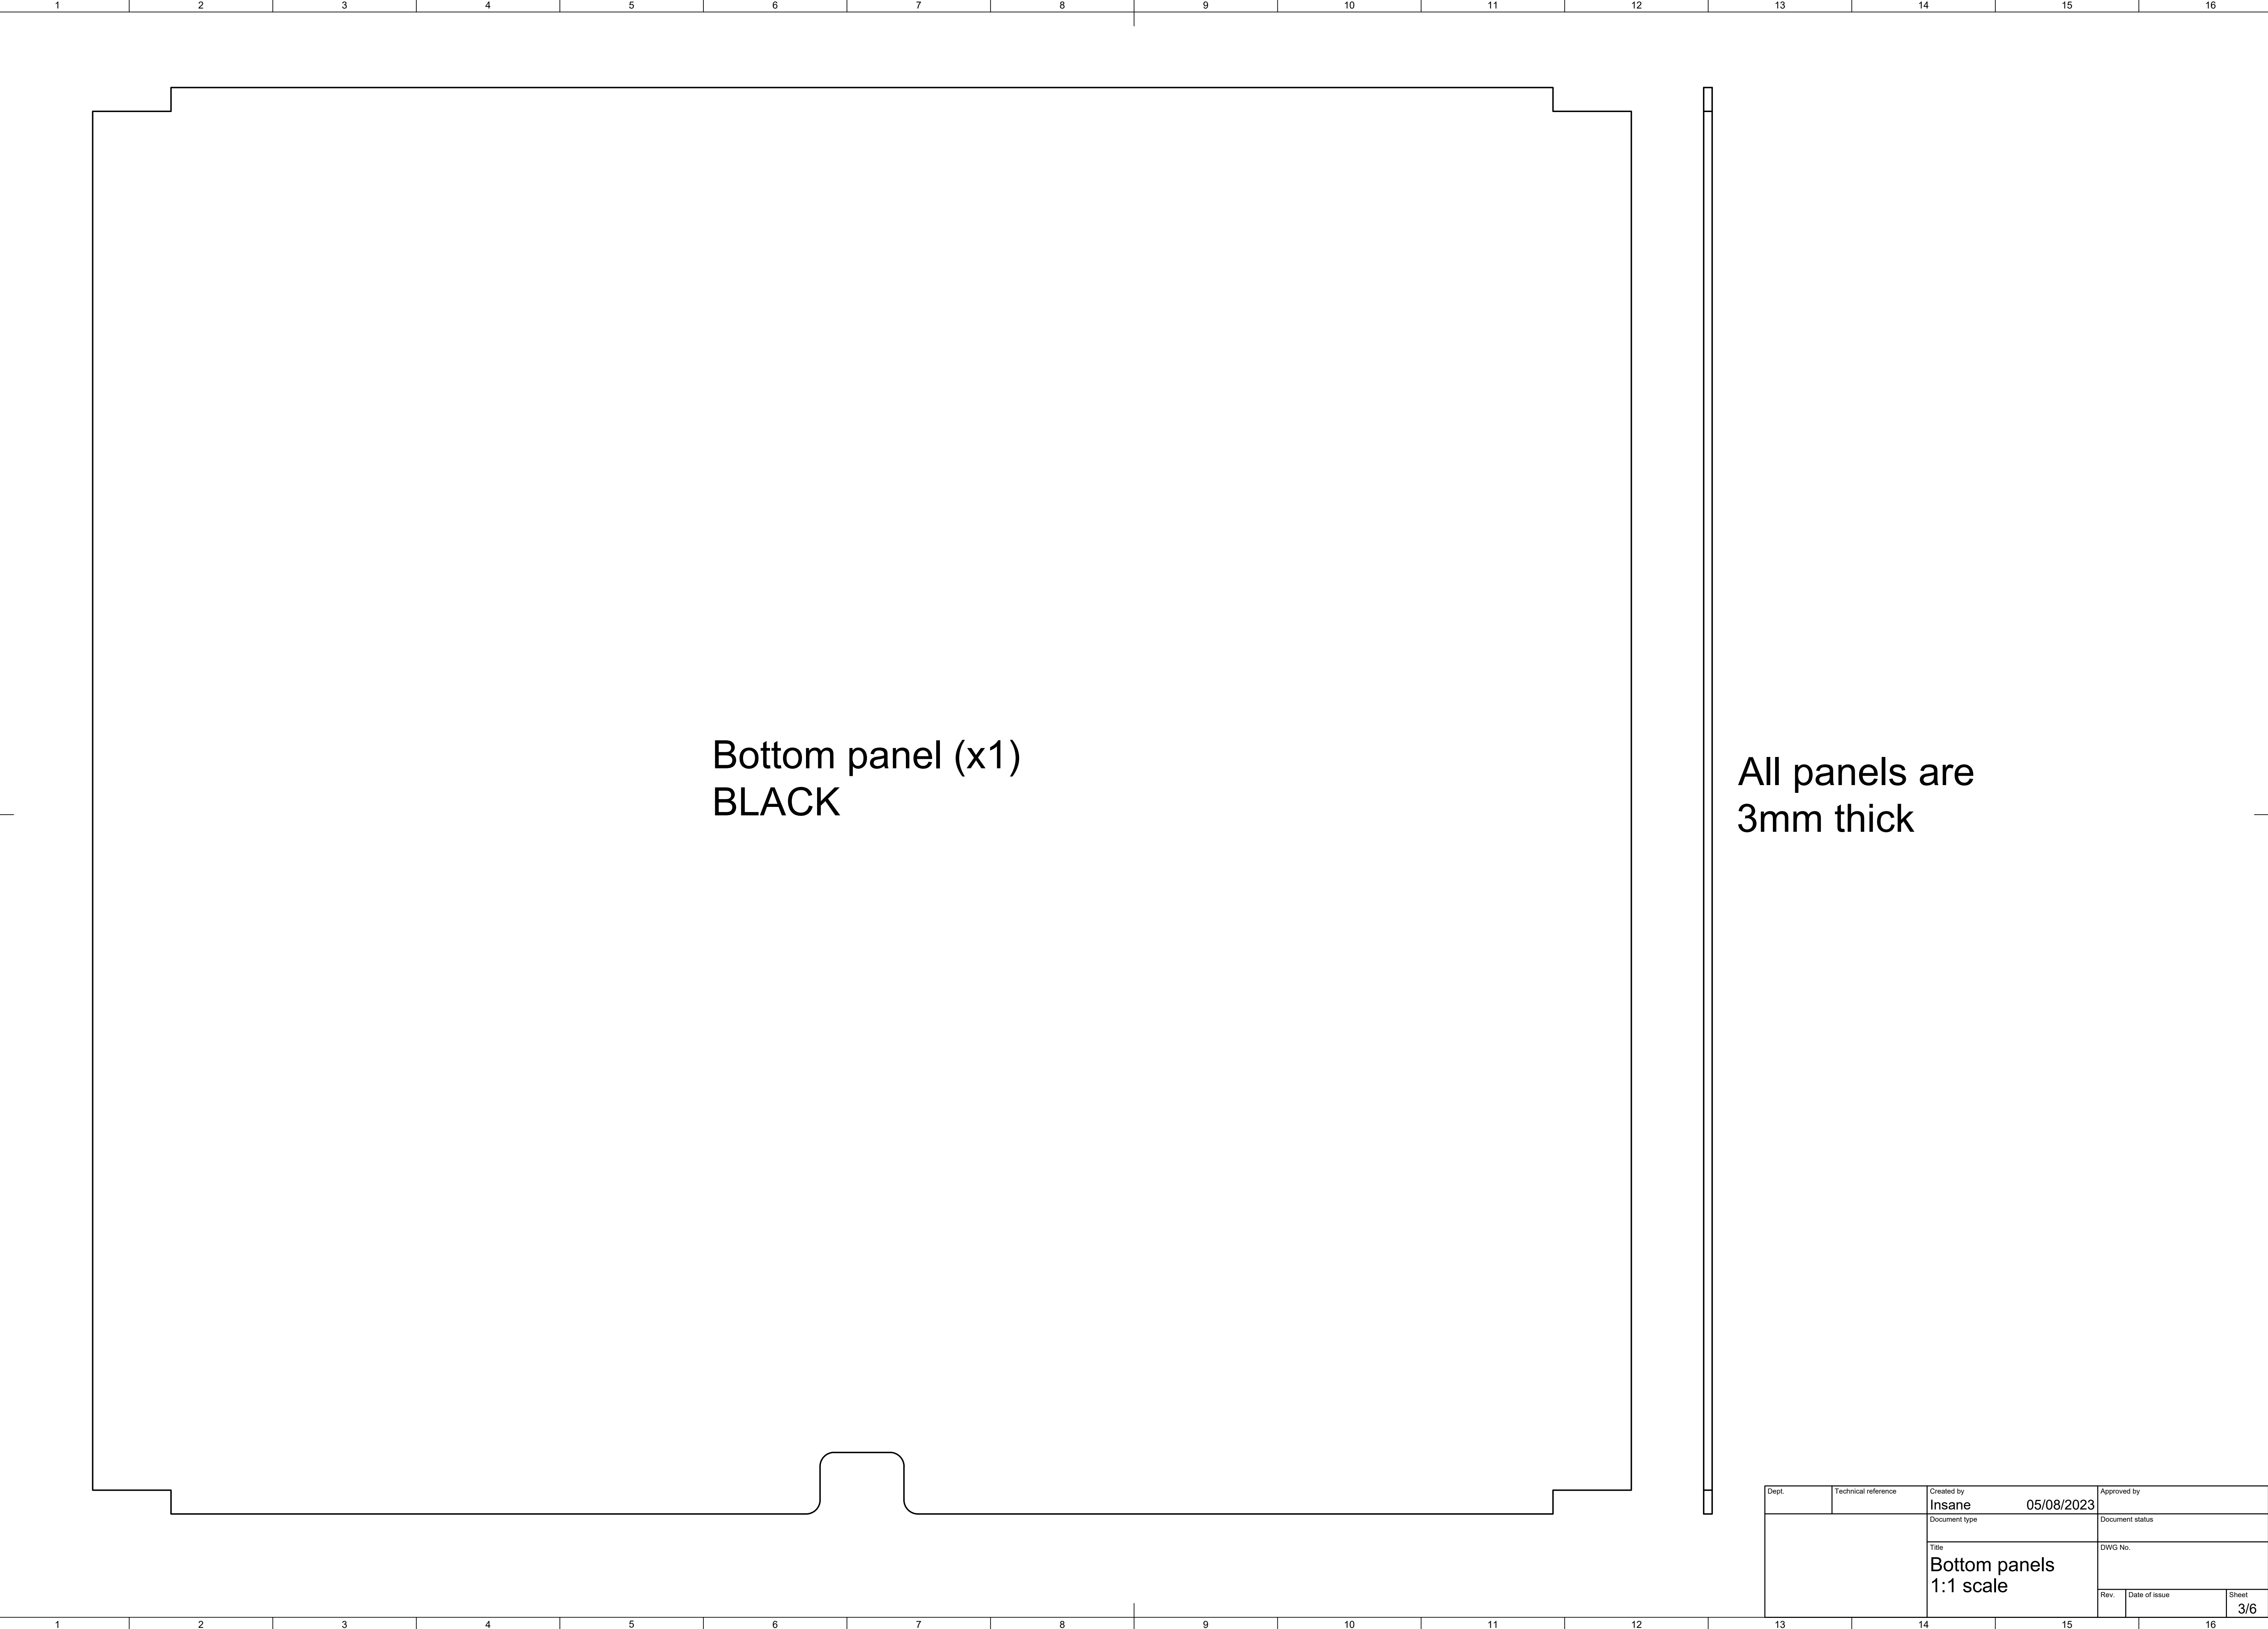 1 2 3 4 5 6 7 8 9 10 11 12 13 14 15 16
Bottom panel (x1)
BLACK
All panels are
3mm thick
Dept.
Technical reference
Created by
Insane 05/08/2023
Approved by
Document type
Document status
Title
Bottom panels
1:1 scale
DWG No.
Rev.
Date of issue
Sheet
3/6
1 2 3 4 5 6 7 8 9 10 11 12 13 14 15 16